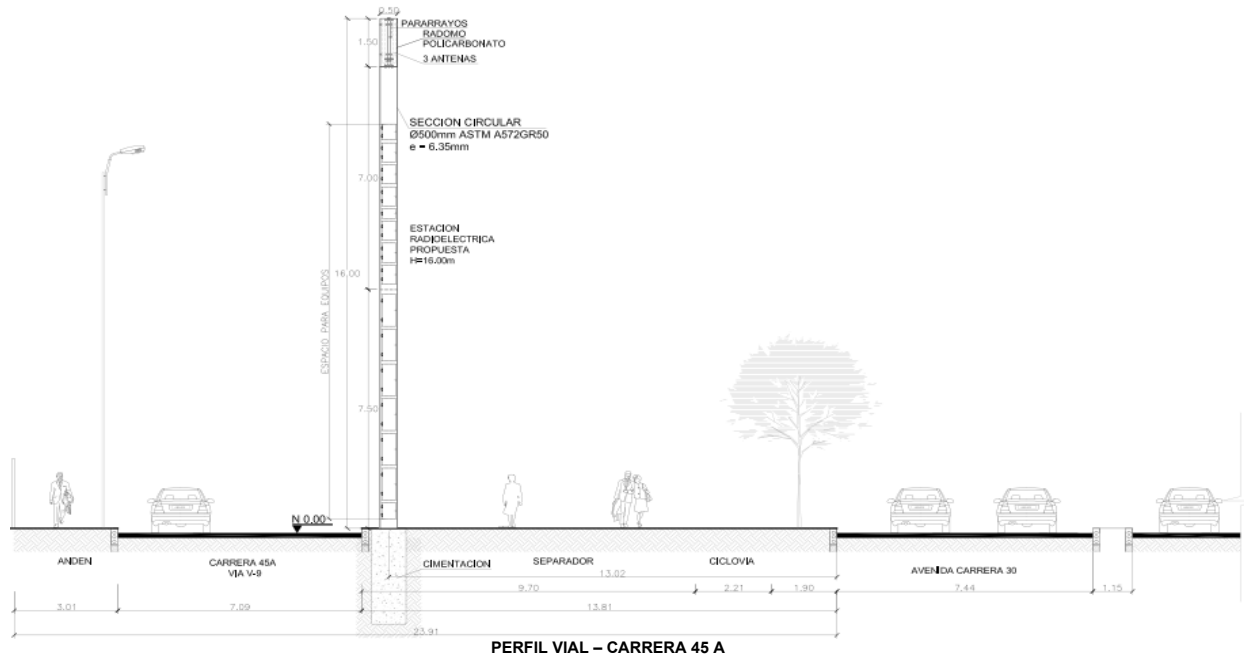 0.50
PARARRAYOS
RADOMO
POLICARBONATO
3 ANTENAS
1.50
SECCION CIRCULAR
Ø500mm ASTM A572GR50
e = 6.35mm
7.00
ESTACION
RADIOELECTRICA
PROPUESTA
H=16.00m
16.00
ESPACIO PARA EQUIPOS
7.50
N 0.00
ANDEN
CARRERA 45A
VIA V-9
CIMENTACION
SEPARADOR
CICLOVIA
AVENIDA CARRERA 30
13.02
9.70
2.21
1.90
7.44
1.15
3.01
7.09
13.81
23.91
PERFIL VIAL – CARRERA 45 A